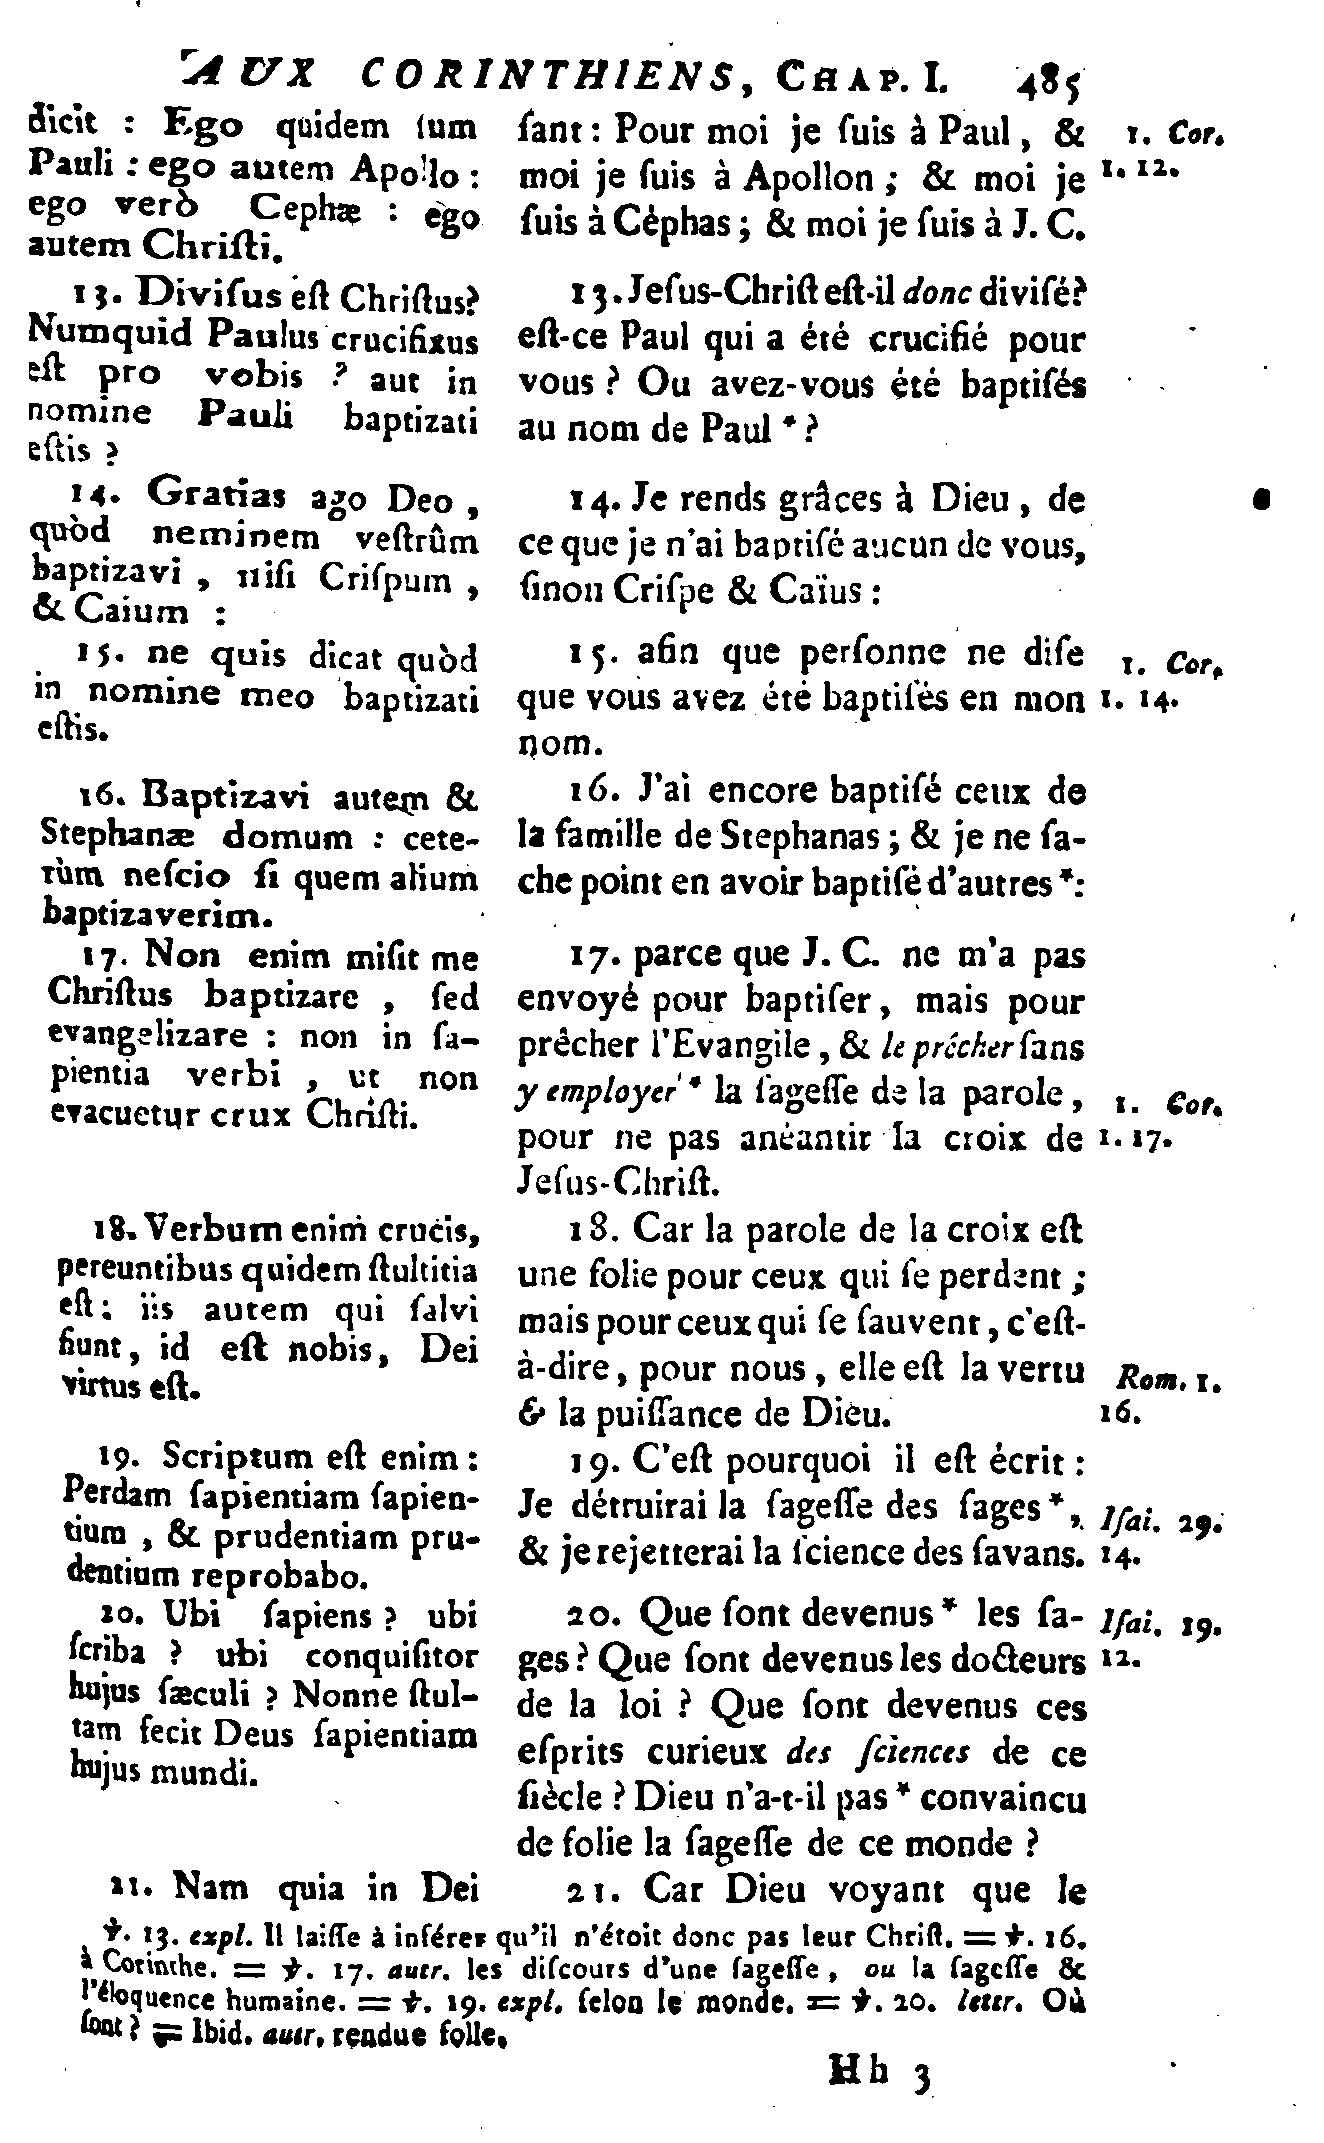 AUX CORINTHIENS, CHAP. I. 485
dicit : Ego quidem ſum
Pauli : ego autem Apollo :
ego verò Cephæ : ego
autem Chriſti.
13. Diviſus eſt Chriſtus?
Numquid Paulus crucifixus
eſt pro vobis ? aut in
nomine Pauli baptizati
eſtis ?
14. Gratias ago Deo ,
quòd neminem veſtrûm
baptizavi , niſi Criſpum ,
& Caium :
15. ne quis dicat quòd
in nomine meo baptizati
eſtis.
16. Baptizavi autem &
Stephanæ domum : cete-
rùm neſcio ſi quem alium
baptizaverim.
17. Non enim miſit me
Chriſtus baptizare , ſed
evangelizare : non in ſa-
pientia verbi , ut non
evacuetur crux Chriſti.
18. Verbum enim crucis,
pereuntibus quidem ſtultitia
eſt : iis autem qui ſalvi
fiunt, id eſt nobis, Dei
virtus eſt.
19. Scriptum eſt enim :
Perdam ſapientiam ſapien-
tium , & prudentiam pru-
dentium reprobabo.
20. Ubi ſapiens ? ubi
ſcriba ? ubi conquiſitor
hujus ſæculi ? Nonne ſtul-
tam fecit Deus ſapientiam
hujus mundi.
21. Nam quia in Dei
ſant : Pour moi je ſuis à Paul, &
moi je ſuis à Apollon ; & moi je
ſuis à Céphas ; & moi je ſuis à J. C.
13. Jeſus-Chriſt eſt-il donc diviſé?
eſt-ce Paul qui a été crucifié pour
vous ? Ou avez-vous été baptiſés
au nom de Paul * ?
14. Je rends grâces à Dieu, de
ce que je n'ai baptiſé aucun de vous,
ſinon Criſpe & Caïus :
15. afin que perſonne ne diſe
que vous avez été baptiſés en mon
nom.
16. J'ai encore baptiſé ceux de
la famille de Stephanas ; & je ne ſa-
che point en avoir baptiſé d'autres * :
17. parce que J. C. ne m'a pas
envoyé pour baptiſer, mais pour
prêcher l'Evangile, & le prêcher ſans
y employer * la ſageſſe de la parole,
pour ne pas anéantir la croix de
Jeſus-Chriſt.
18. Car la parole de la croix eſt
une folie pour ceux qui ſe perdent ;
mais pour ceux qui ſe ſauvent, c'eſt-
à-dire, pour nous, elle eſt la vertu
& la puiſſance de Dieu.
19. C'eſt pourquoi il eſt écrit :
Je détruirai la ſageſſe des ſages *,
& je rejetterai la ſcience des ſavans.
20. Que ſont devenus * les ſa-
ges ? Que ſont devenus les docteurs
de la loi ? Que ſont devenus ces
eſprits curieux des ſciences de ce
ſiècle ? Dieu n'a-t-il pas * convaincu
de folie la ſageſſe de ce monde ?
21. Car Dieu voyant que le
1. Cor.
1. 12.
1. Cor.
1. 14.
1. Cor.
1. 17.
Rom. 1.
16.
Iſai. 29.
14.
Iſai. 19.
12.
℣. 13. expl. Il laiſſe à inférer qu'il n'étoit donc pas leur Chriſt. = ℣. 16.
à Corinthe. = ℣. 17. autr. les diſcours d'une ſageſſe, ou la ſageſſe &
l'éloquence humaine. = ℣. 19. expl. ſelon le monde. = ℣. 20. lettr. Où
ſont ? = Ibid. autr. rendue folle.
Hh 3